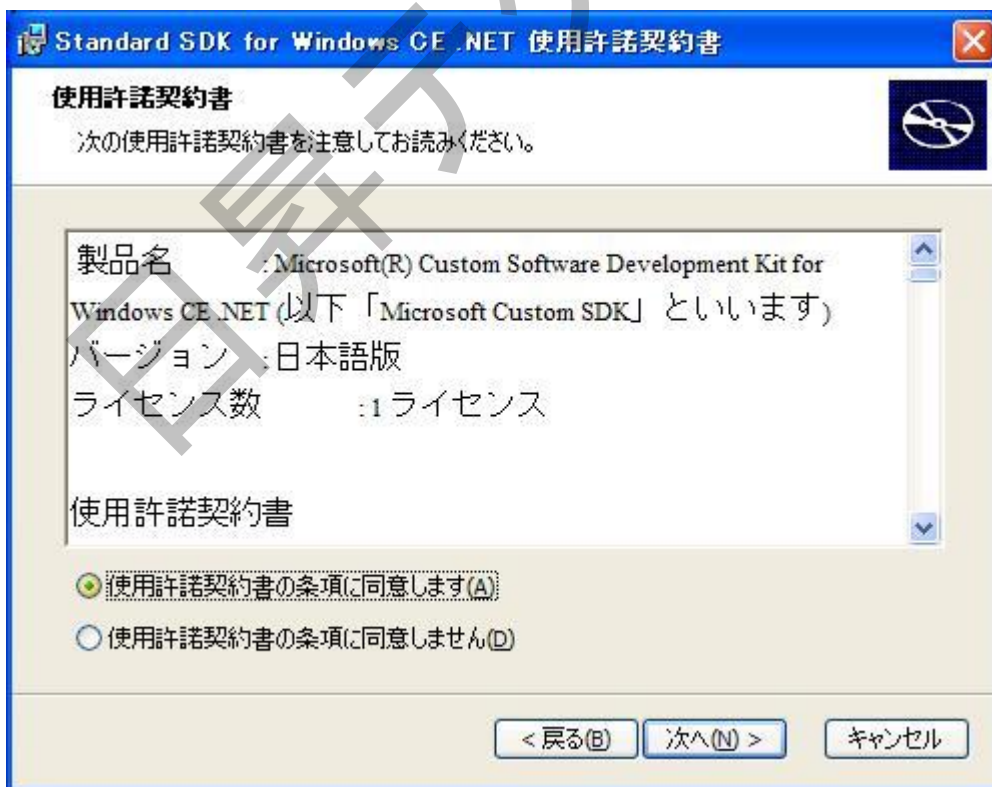 Standard SDK for Windows CE .NET 使用許諾契約書
使用許諾契約書
次の使用許諾契約書を注意してお読みください。
製品名 : Microsoft(R) Custom Software Development Kit for
Windows CE .NET (以下「Microsoft Custom SDK」といいます)
バージョン : 日本語版
ライセンス数 : 1 ライセンス
使用許諾契約書
使用許諾契約書の条項に同意します(A)
使用許諾契約書の条項に同意しません(D)
< 戻る(B) 次へ(N) > キャンセル
日昇テ